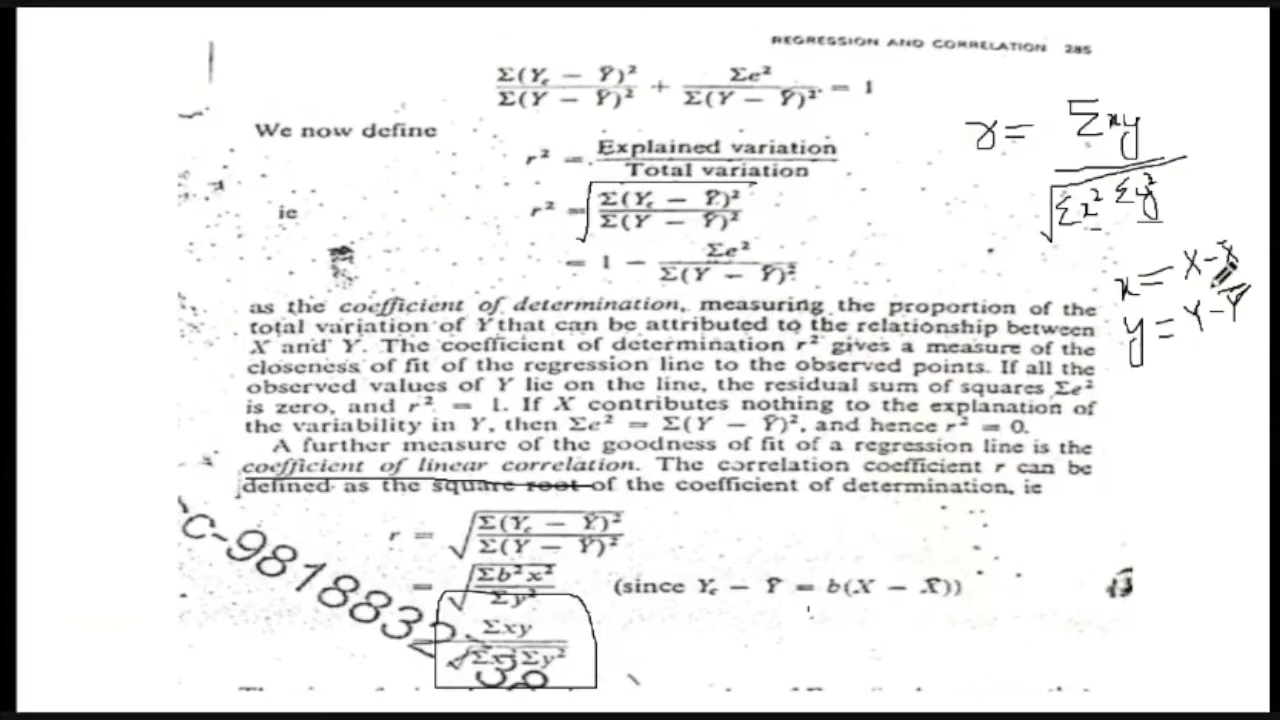 REGRESSION AND CORRELATION 285
Σ(Yc − Ȳ)² / Σ(Y − Ȳ)² + Σe² / Σ(Y − Ȳ)² = 1
We now define
r² = Explained variation / Total variation
ie r² = √ Σ(Yc − Ȳ)² / Σ(Y − Ȳ)²
= 1 − Σe² / Σ(Y − Ȳ)²
as the coefficient of determination, measuring the proportion of the
total variation of Y that can be attributed to the relationship between
X and Y. The coefficient of determination r² gives a measure of the
closeness of fit of the regression line to the observed points. If all the
observed values of Y lie on the line, the residual sum of squares Σe²
is zero, and r² = 1. If X contributes nothing to the explanation of
the variability in Y, then Σe² = Σ(Y − Ȳ)², and hence r² = 0.
A further measure of the goodness of fit of a regression line is the
coefficient of linear correlation. The correlation coefficient r can be
defined as the square root of the coefficient of determination, ie
r = √ Σ(Yc − Ȳ)² / Σ(Y − Ȳ)²
= √ Σb²x² / Σy² (since Yc − Ȳ = b(X − X̄))
= Σxy / √Σx²Σy²
r = Σxy / √Σx² Σy²
x = X − X̄
y = Y − Ȳ